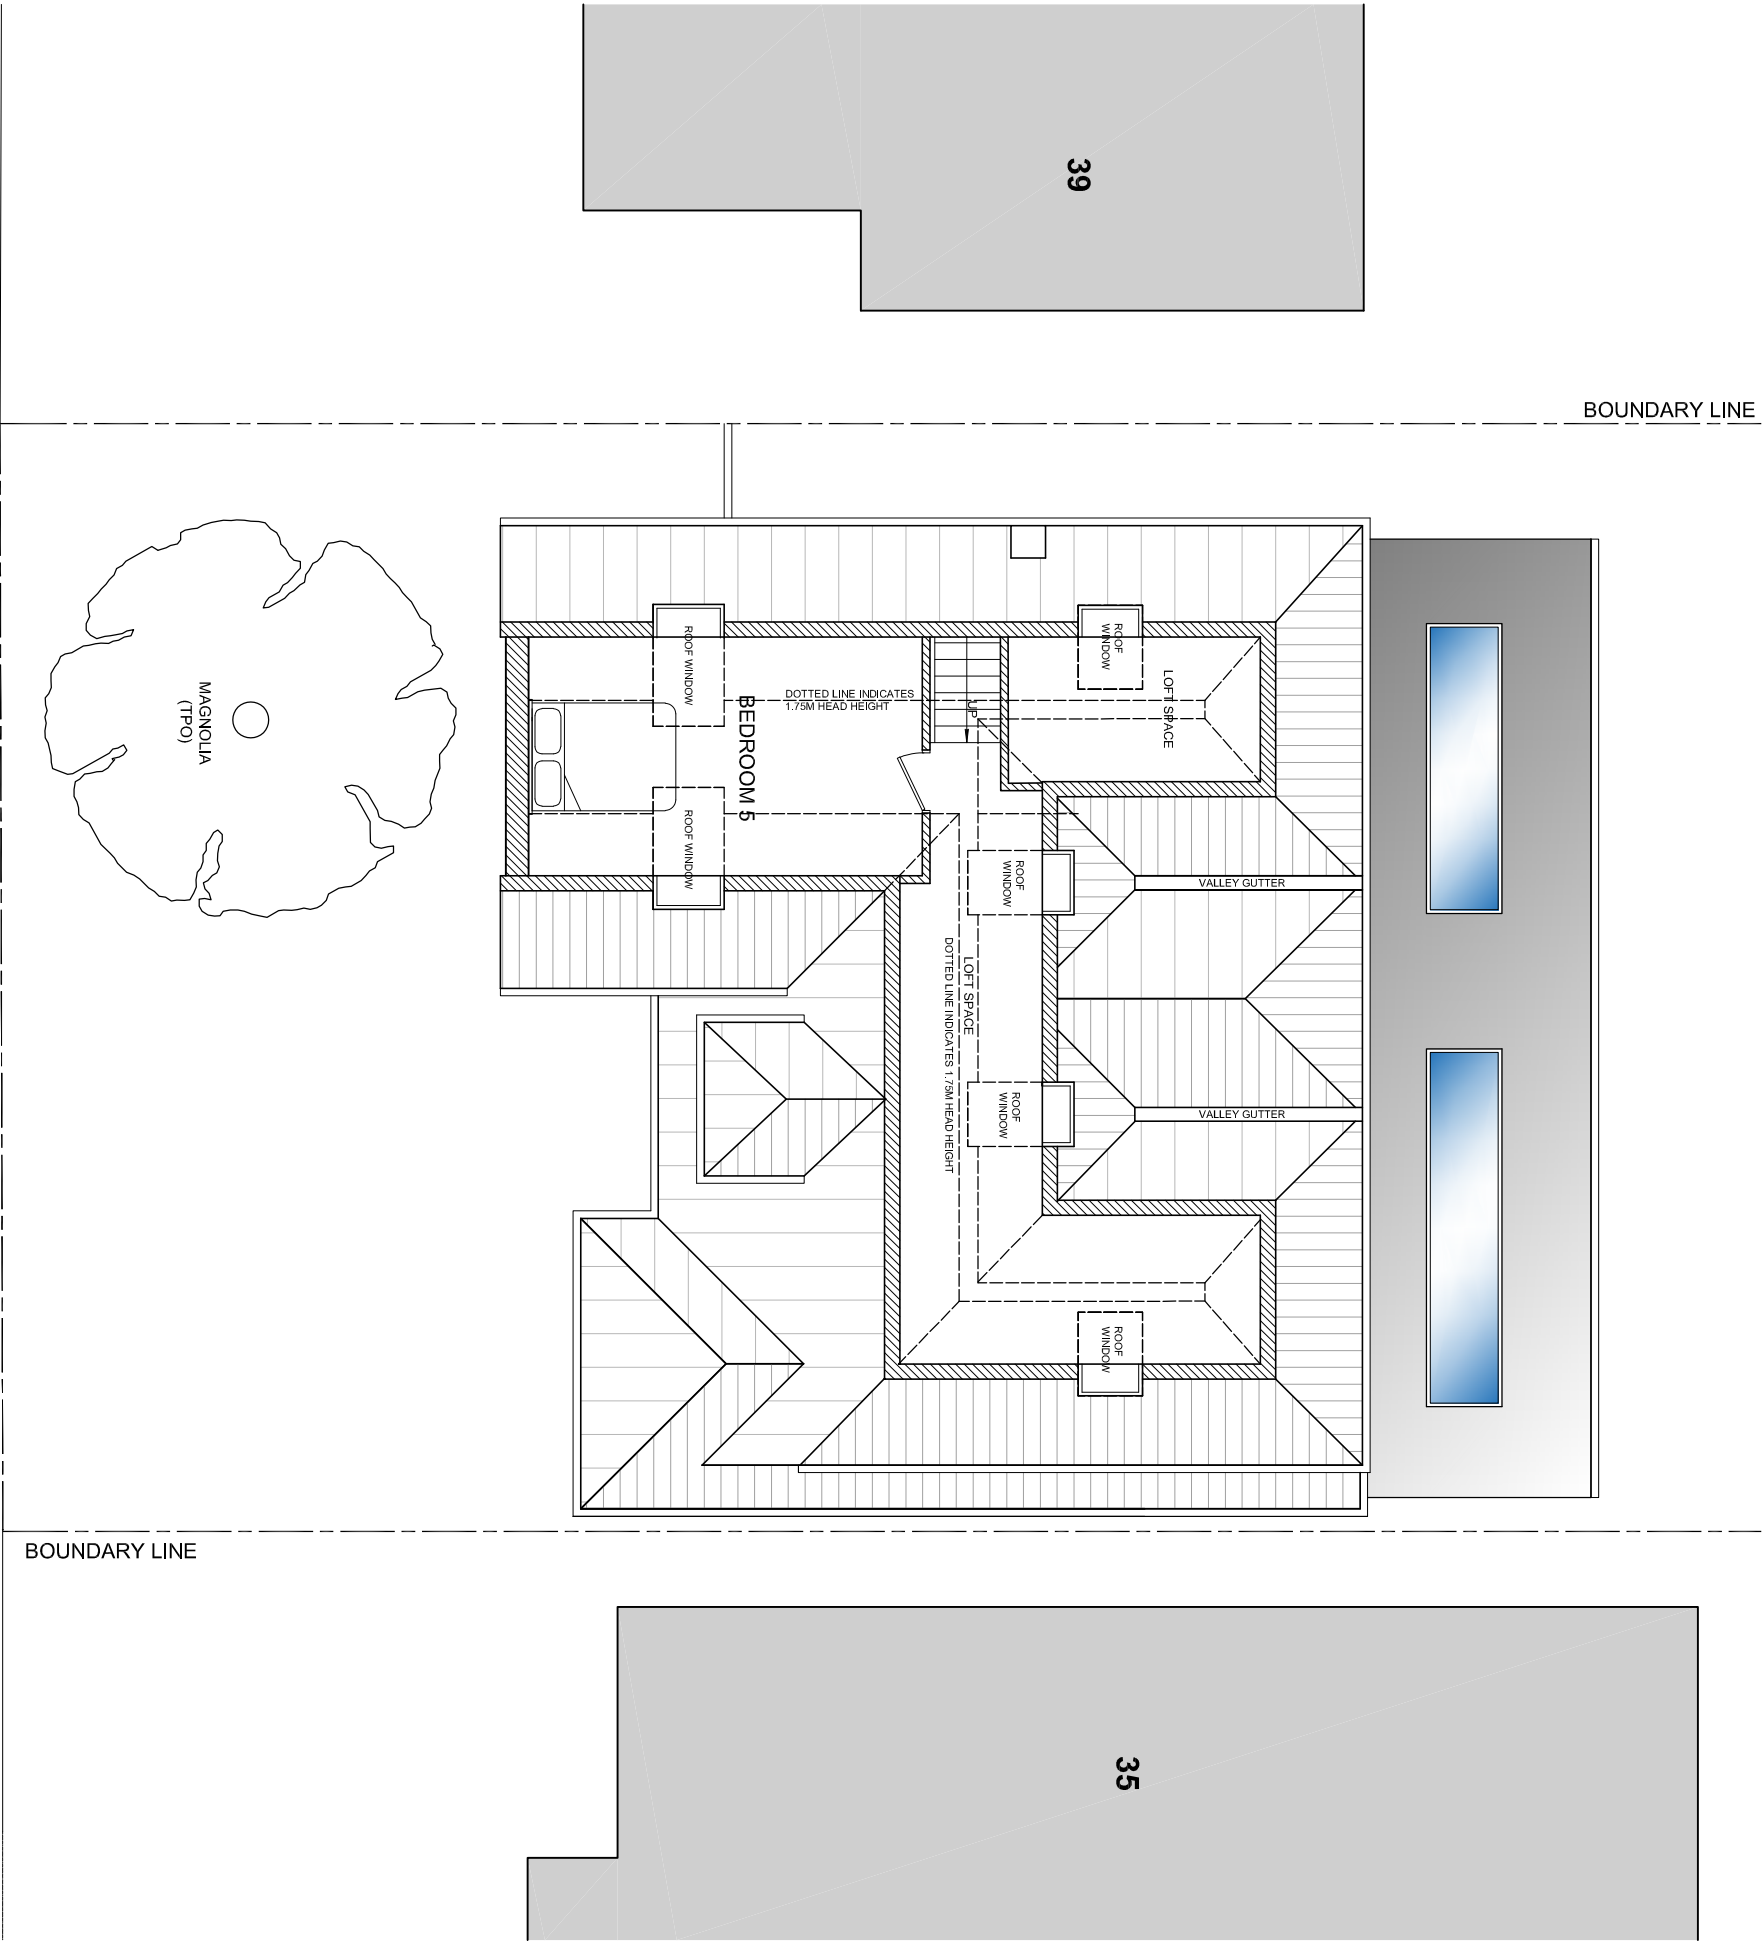 39
BOUNDARY LINE
ROOF WINDOW
ROOF
WINDOW
LOFT SPACE
DOTTED LINE INDICATES
1.75M HEAD HEIGHT
UP
BEDROOM 5
MAGNOLIA
(TPO)
ROOF WINDOW
ROOF
WINDOW
VALLEY GUTTER
LOFT SPACE
DOTTED LINE INDICATES 1.75M HEAD HEIGHT
ROOF
WINDOW
VALLEY GUTTER
ROOF
WINDOW
BOUNDARY LINE
35